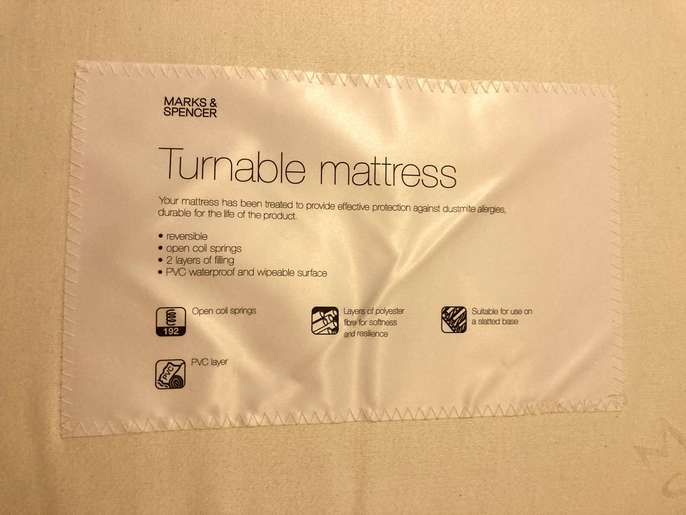 MARKS &
SPENCER
Turnable mattress
Your mattress has been treated to provide effective protection against dustmite allergies,
durable for the life of the product.
• reversible
• open coil springs
• 2 layers of filling
• PVC waterproof and wipeable surface
192
Open coil springs
Layers of polyester
fibre for softness
and resilience
Suitable for use on
a slatted base
PVC
PVC layer